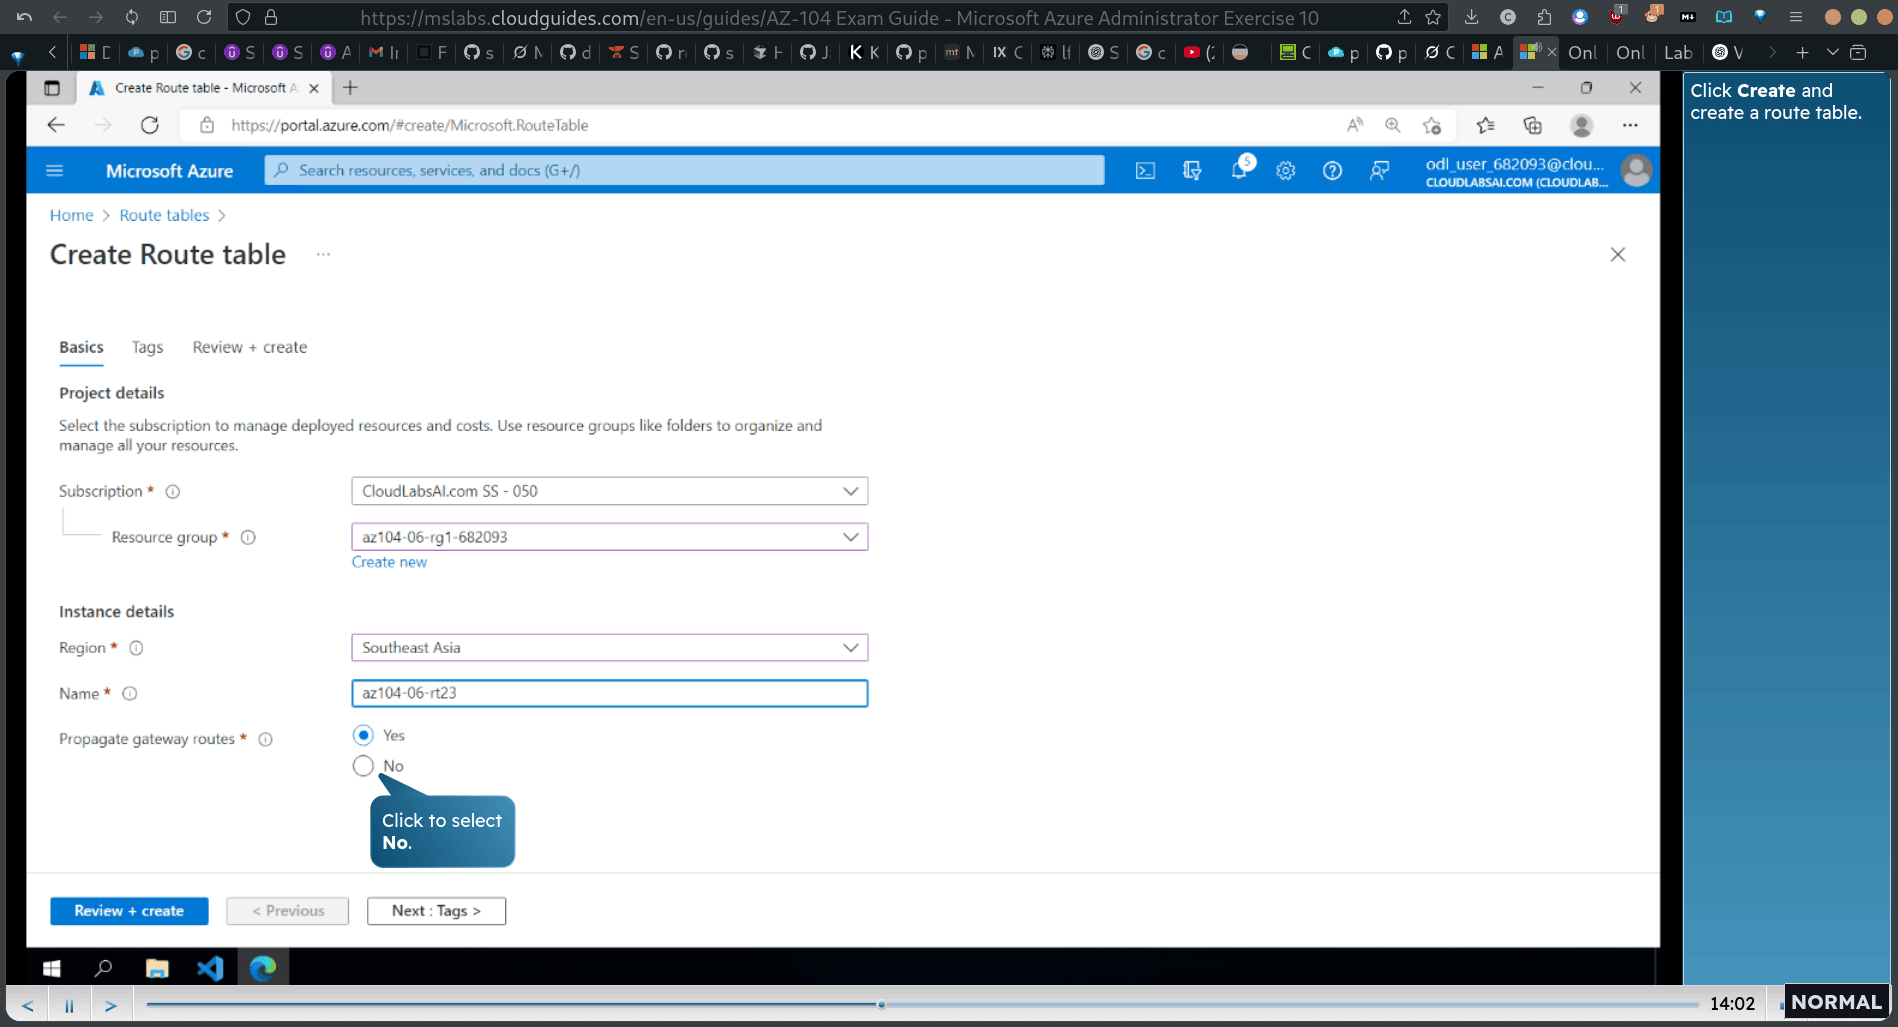 https://mslabs.cloudguides.com/en-us/guides/AZ-104 Exam Guide - Microsoft Azure Administrator Exercise 10
Onl
Onl
Lab
Create Route table - Microsoft A
https://portal.azure.com/#create/Microsoft.RouteTable
Microsoft Azure
Search resources, services, and docs (G+/)
5
odl_user_682093@clou...
CLOUDLABSAI.COM (CLOUDLAB...
Home > Route tables >
Create Route table ...
Basics
Tags
Review + create
Project details
Select the subscription to manage deployed resources and costs. Use resource groups like folders to organize and
manage all your resources.
Subscription *
CloudLabsAI.com SS - 050
Resource group *
az104-06-rg1-682093
Create new
Instance details
Region *
Southeast Asia
Name *
az104-06-rt23
Propagate gateway routes *
Yes
No
Click to select
No.
Review + create
< Previous
Next : Tags >
Click Create and
create a route table.
14:02
NORMAL